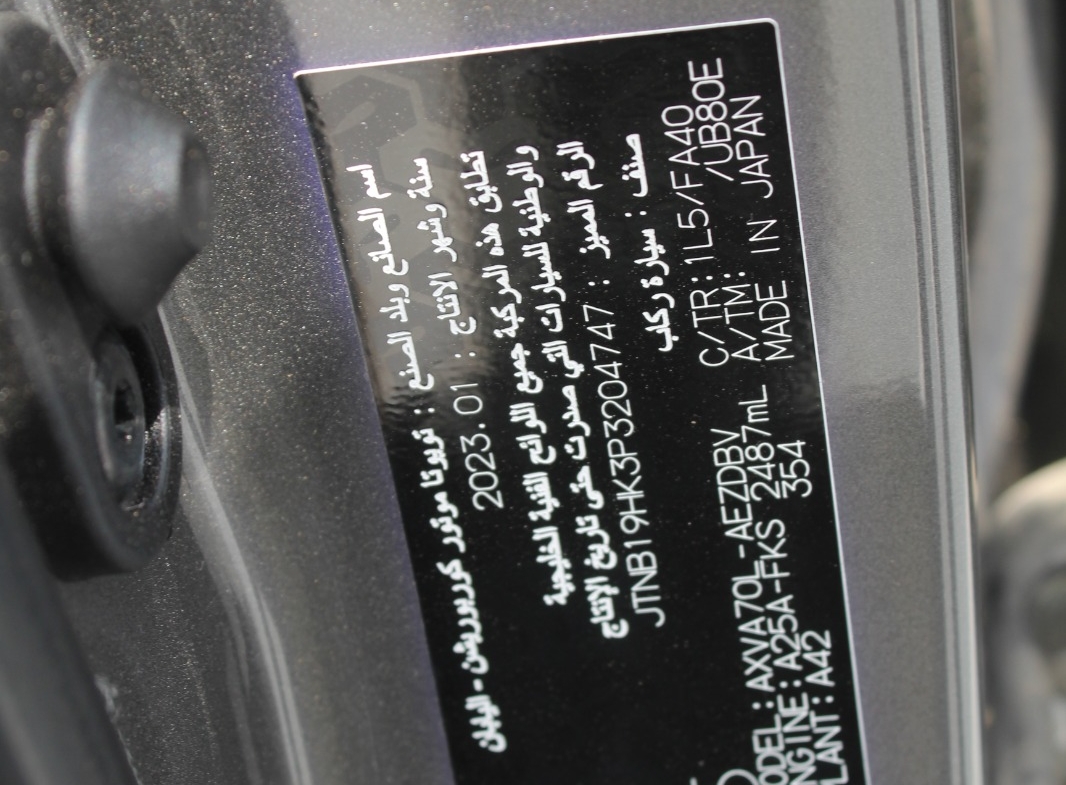 اسم الصانع وبلد الصنع : تويوتا موتور كوربوريشن - اليابان
سنة وشهر الانتاج : 2023.01
تطابق هذه المركبة جميع اللوائح الفنية الخليجية
والوطنية للسيارات التي صدرت حتى تاريخ الإنتاج
الرقم المميز : JTNB19HK3P3204747
صنف : سيارة ركاب
ODEL:AXVA70L-AEZDBV C/TR:1L5/FA40
NGINE:A25A-FKS 2487mL A/TM: /UB80E
LANT:A42 354 MADE IN JAPAN